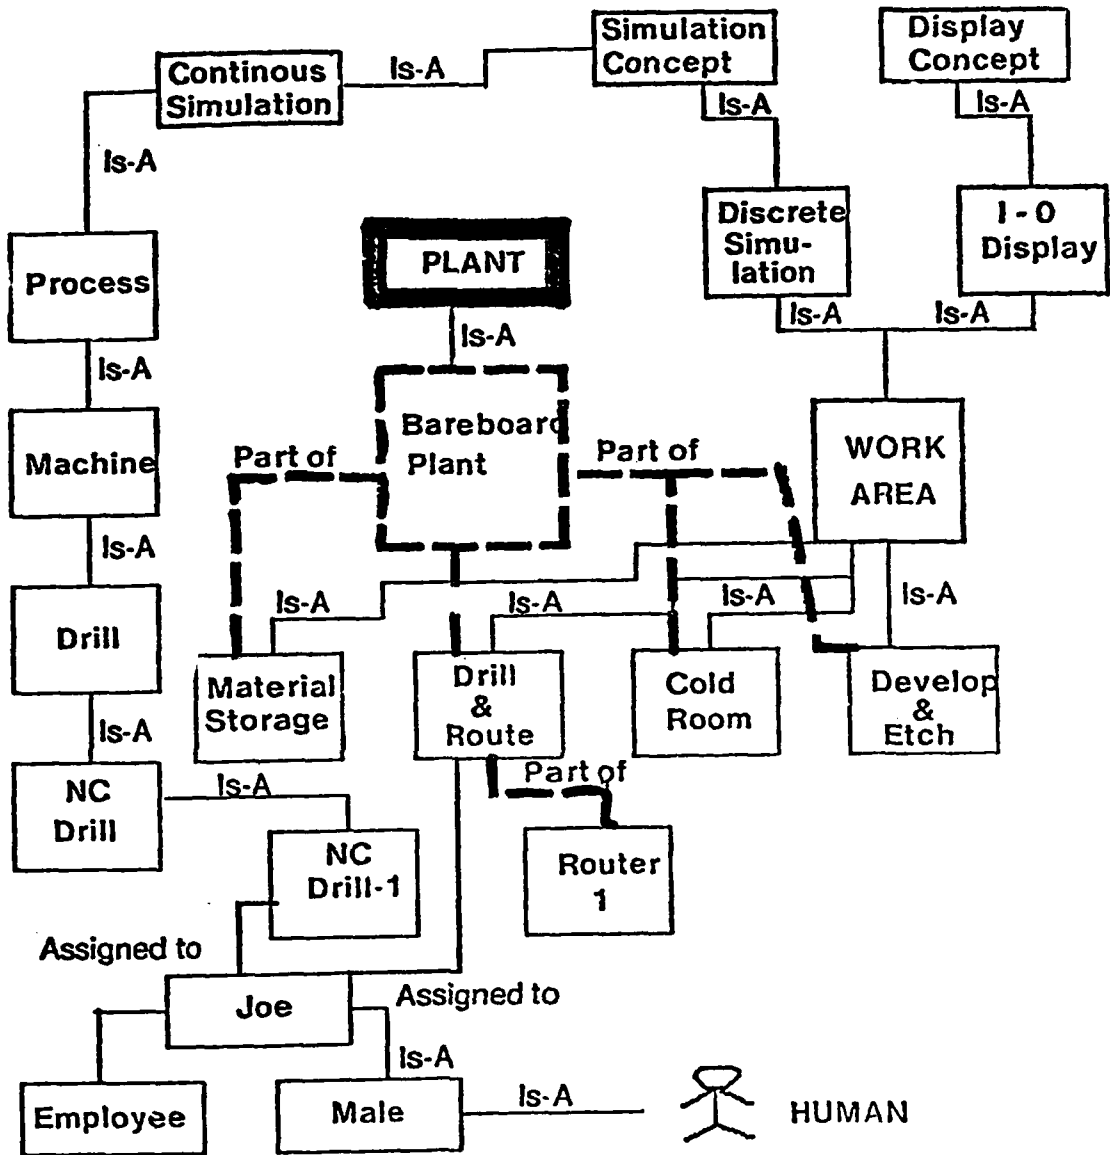 Simulation
Concept
Display
Concept
Continous
Simulation
Is-A
Is-A
Is-A
Is-A
Discrete
Simu-
lation
I-O
Display
Process
PLANT
Is-A
Is-A
Is-A
Is-A
Bareboard
Plant
WORK
AREA
Machine
Part of
Part of
Is-A
Is-A
Is-A
Is-A
Is-A
Drill
Material
Storage
Drill
&
Route
Cold
Room
Develop
&
Etch
Is-A
NC
Drill
Is-A
Part of
NC
Drill-1
Router
1
Assigned to
Joe
Assigned to
Is-A
Employee
Male
Is-A
HUMAN